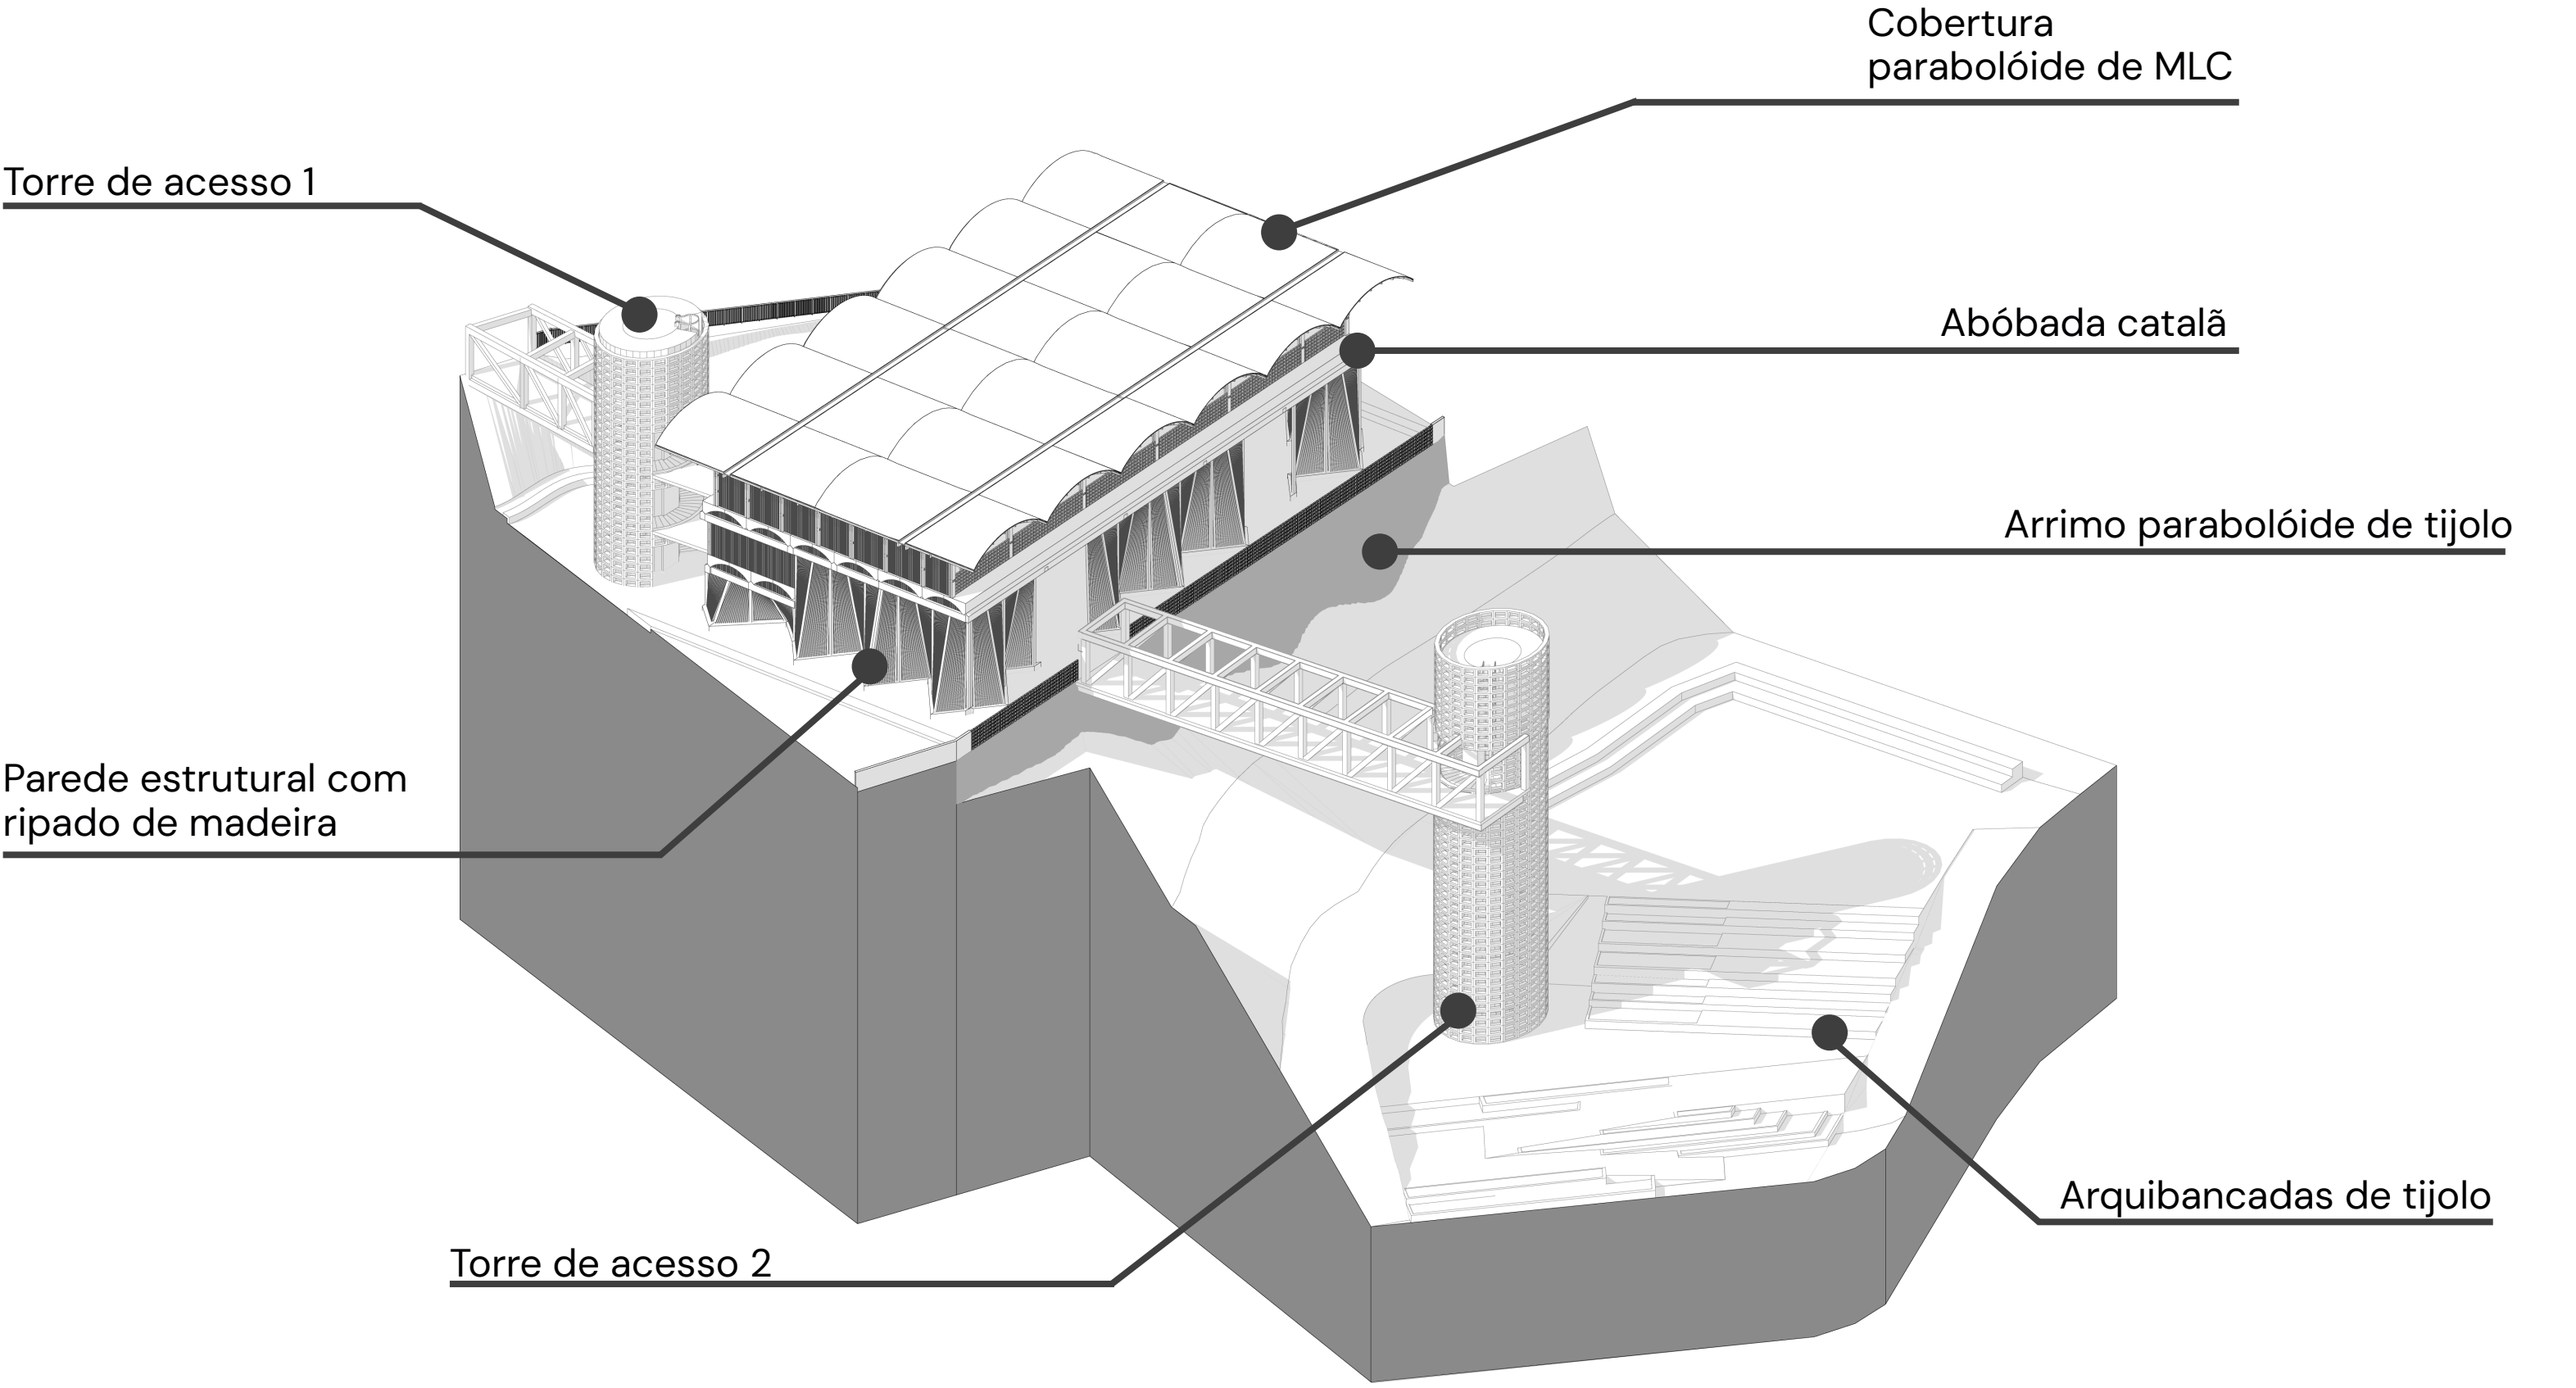 Cobertura
parabolóide de MLC
Torre de acesso 1
Abóbada catalã
Arrimo parabolóide de tijolo
Parede estrutural com
ripado de madeira
Arquibancadas de tijolo
Torre de acesso 2